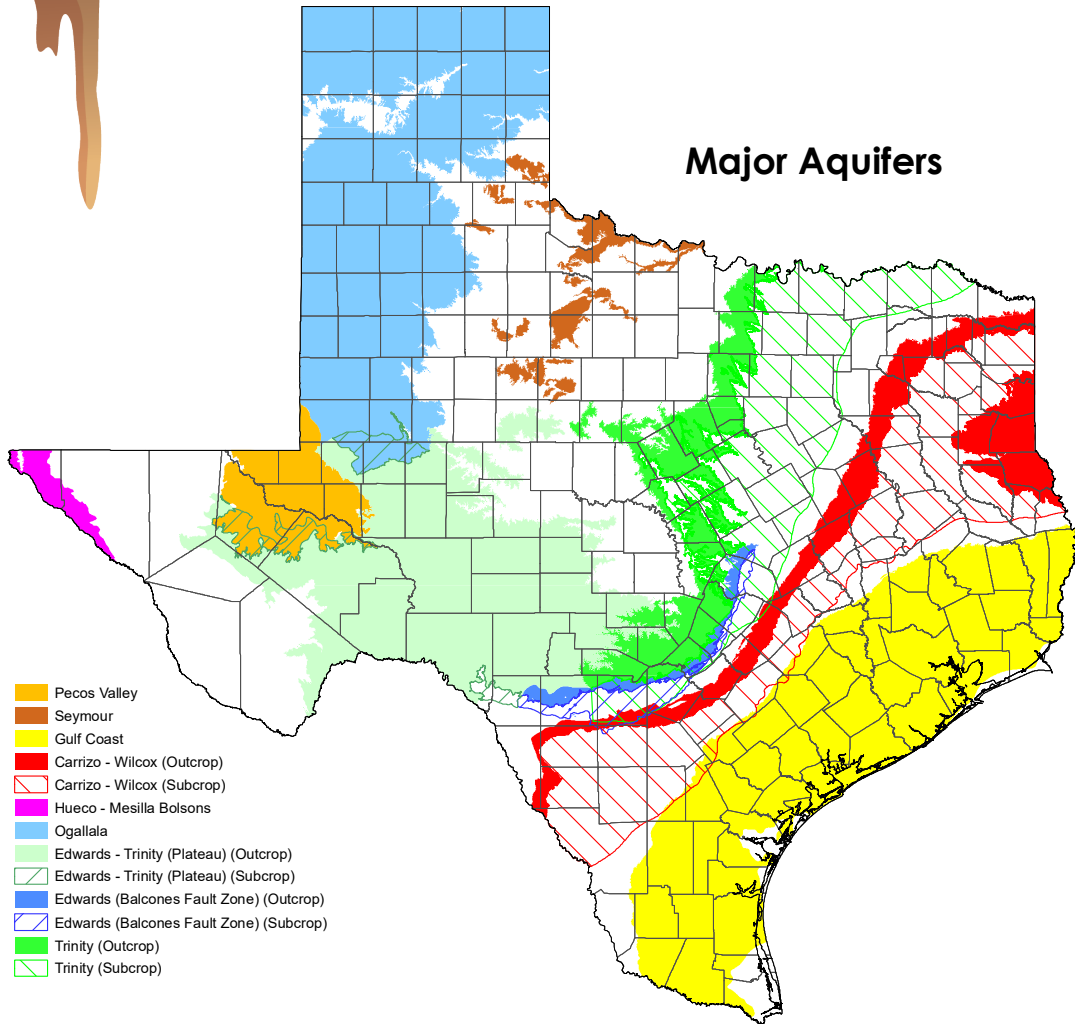 Major Aquifers
Pecos Valley
Seymour
Gulf Coast
Carrizo - Wilcox (Outcrop)
Carrizo - Wilcox (Subcrop)
Hueco - Mesilla Bolsons
Ogallala
Edwards - Trinity (Plateau) (Outcrop)
Edwards - Trinity (Plateau) (Subcrop)
Edwards (Balcones Fault Zone) (Outcrop)
Edwards (Balcones Fault Zone) (Subcrop)
Trinity (Outcrop)
Trinity (Subcrop)